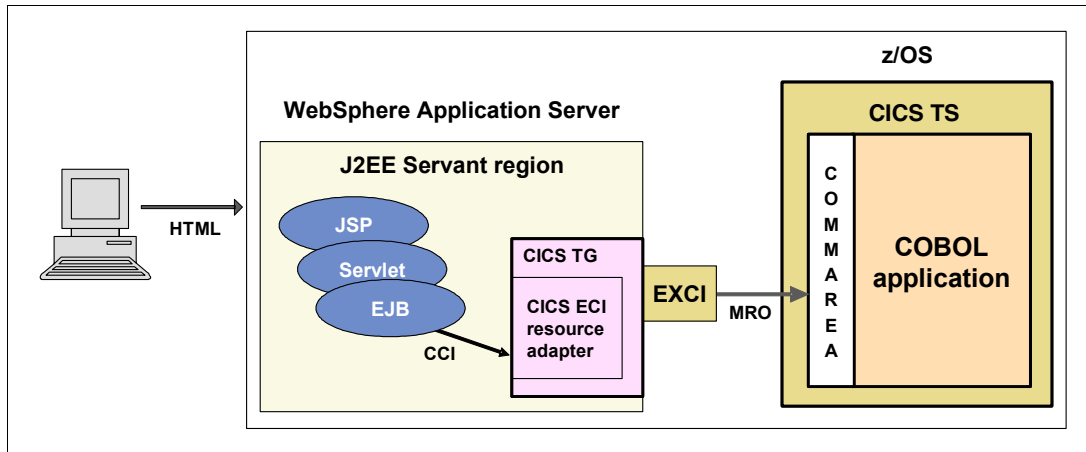 z/OS
WebSphere Application Server
CICS TS
J2EE Servant region
HTML
JSP
Servlet
EJB
CCI
CICS TG
CICS ECI
resource
adapter
EXCI
MRO
C
O
M
M
A
R
E
A
COBOL
application